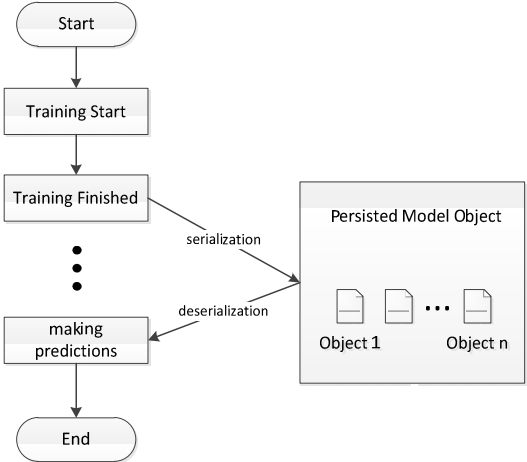 Start
Training Start
Training Finished
serialization
Persisted Model Object
Object 1
Object n
deserialization
making
predictions
End